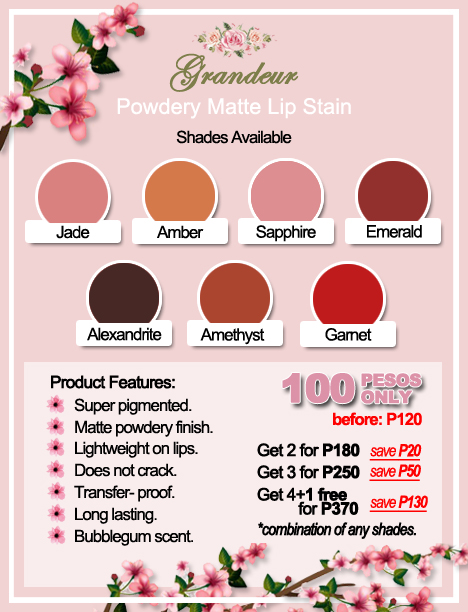 Grandeur
Powdery Matte Lip Stain
Shades Available
Jade
Amber
Sapphire
Emerald
Alexandrite
Amethyst
Garnet
Product Features:
Super pigmented.
Matte powdery finish.
Lightweight on lips.
Does not crack.
Transfer- proof.
Long lasting.
Bubblegum scent.
100 PESOS ONLY
before: P120
Get 2 for P180 save P20
Get 3 for P250 save P50
Get 4+1 free
for P370 save P130
*combination of any shades.